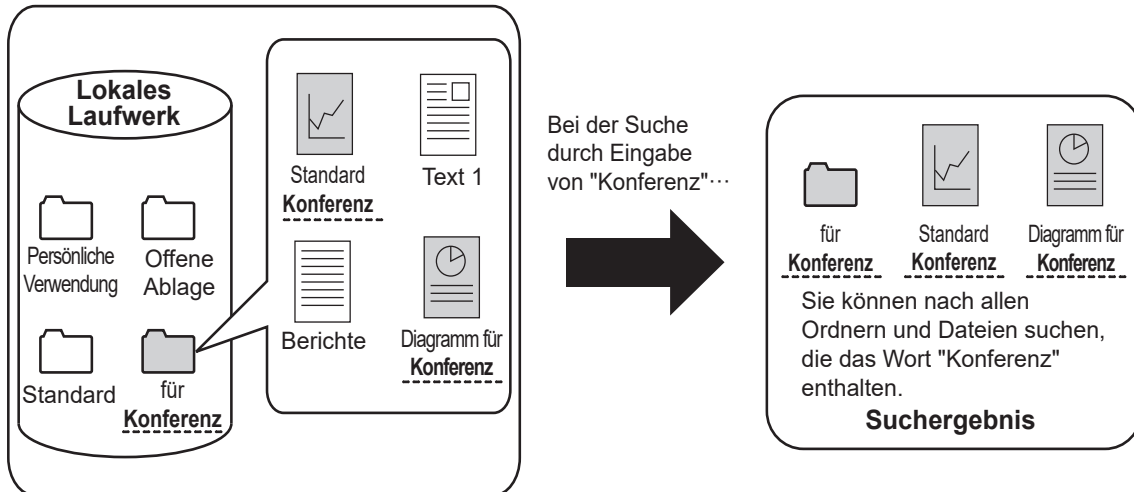 Lokales
Laufwerk
Persönliche
Verwendung
Offene
Ablage
Standard
für
Konferenz
Standard
Konferenz
Text 1
Berichte
Diagramm für
Konferenz
Bei der Suche
durch Eingabe
von "Konferenz"···
für
Konferenz
Standard
Konferenz
Diagramm für
Konferenz
Sie können nach allen
Ordnern und Dateien suchen,
die das Wort "Konferenz"
enthalten.
Suchergebnis